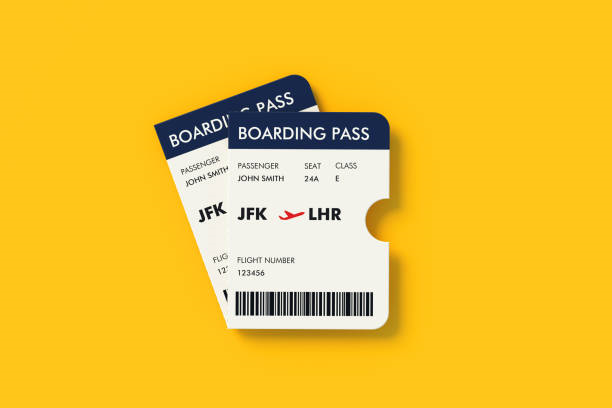 BOARDING PASS
PASSENGER
JOHN SMITH
JFK
BOARDING PASS
PASSENGER SEAT CLASS
JOHN SMITH 24A E
JFK LHR
FLIGHT NUMBER
123456